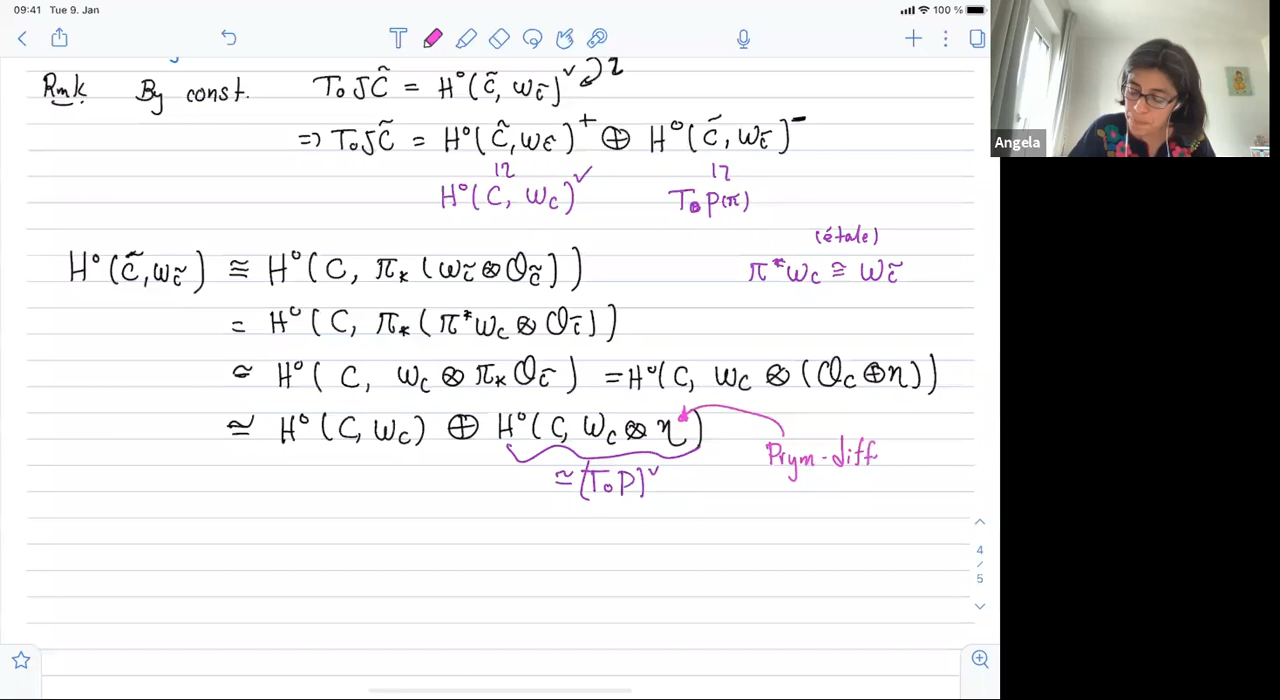 09:41 Tue 9. Jan 100 %
Rmk By const. T₀JC̃ = H⁰(C̃, ω_C̃)^∨ ↺ ι
⇒ T₀JC̃ = H⁰(C̃, ω_C̃)⁺ ⊕ H⁰(C̃, ω_C̃)⁻
H⁰(C, ω_C)^∨ T₀P(π)
(étale)
H⁰(C̃, ω_C̃) ≅ H⁰(C, π_*(ω_C̃ ⊗ O_C̃)) π^*ω_C ≅ ω_C̃
= H⁰(C, π_*(π^*ω_C ⊗ O_C̃))
≃ H⁰(C, ω_C ⊗ π_*O_C̃) = H⁰(C, ω_C ⊗ (O_C ⊕ η))
≃ H⁰(C, ω_C) ⊕ H⁰(C, ω_C ⊗ η)
Prym-diff
≅ (T₀P)^∨
4
/
5
Angela